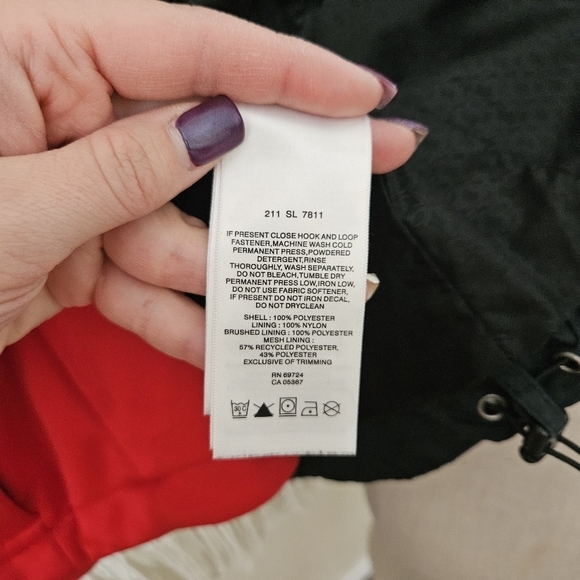 211 SL 7811
IF PRESENT CLOSE HOOK AND LOOP
FASTENER,MACHINE WASH COLD
PERMANENT PRESS,POWDERED
DETERGENT,RINSE
THOROUGHLY, WASH SEPARATELY,
DO NOT BLEACH,TUMBLE DRY
PERMANENT PRESS LOW,IRON LOW,
DO NOT USE FABRIC SOFTENER,
IF PRESENT DO NOT IRON DECAL,
DO NOT DRYCLEAN
SHELL : 100% POLYESTER
LINING : 100% NYLON
BRUSHED LINING : 100% POLYESTER
MESH LINING :
57% RECYCLED POLYESTER,
43% POLYESTER
EXCLUSIVE OF TRIMMING
RN 69724
CA 05367
30 C